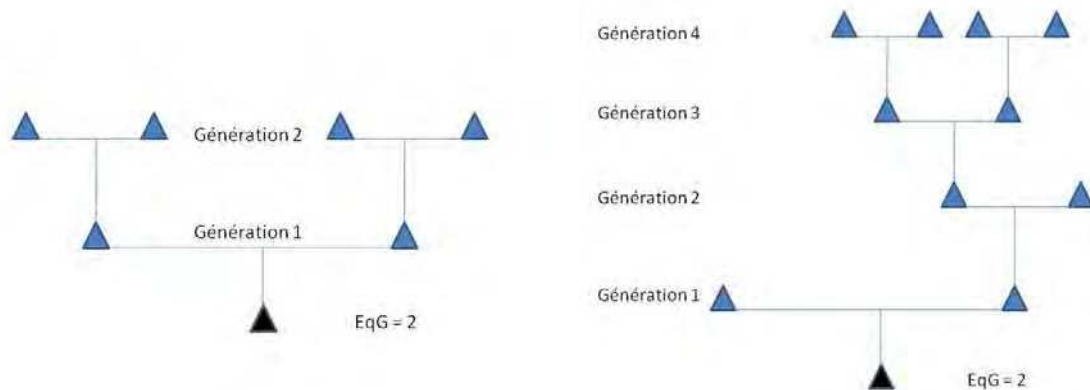 Génération 2
Génération 1
EqG = 2
Génération 4
Génération 3
Génération 2
Génération 1
EqG = 2